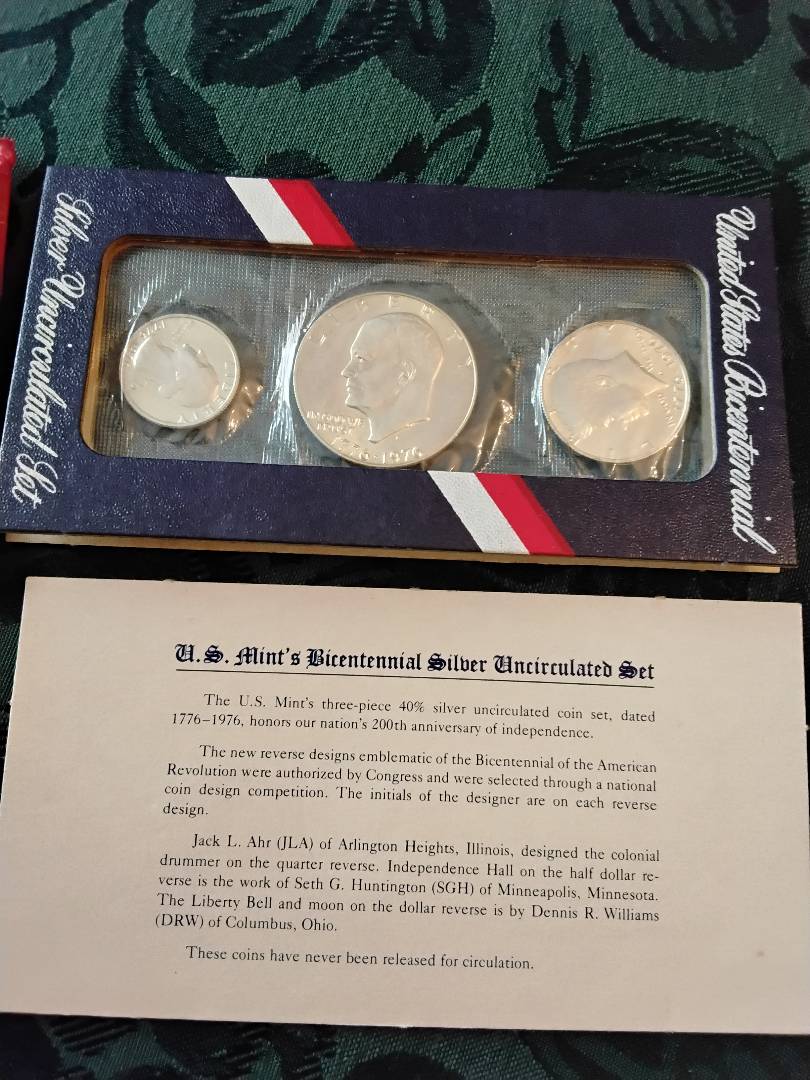 Silver Uncirculated Set
United States Bicentennial
LIBERTY
IN GOD WE
TRUST
1776-1976
LIBERTY
U.S. Mint's Bicentennial Silver Uncirculated Set
The U.S. Mint's three-piece 40% silver uncirculated coin set, dated
1776–1976, honors our nation's 200th anniversary of independence.
The new reverse designs emblematic of the Bicentennial of the American
Revolution were authorized by Congress and were selected through a national
coin design competition. The initials of the designer are on each reverse
design.
Jack L. Ahr (JLA) of Arlington Heights, Illinois, designed the colonial
drummer on the quarter reverse. Independence Hall on the half dollar re-
verse is the work of Seth G. Huntington (SGH) of Minneapolis, Minnesota.
The Liberty Bell and moon on the dollar reverse is by Dennis R. Williams
(DRW) of Columbus, Ohio.
These coins have never been released for circulation.